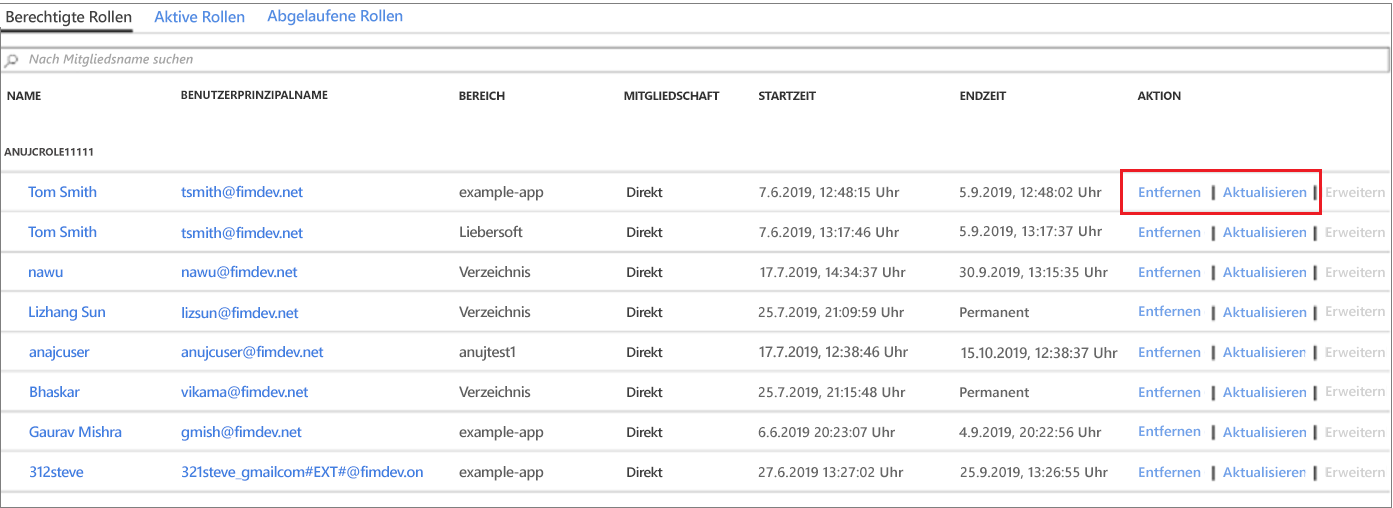 Berechtigte Rollen Aktive Rollen Abgelaufene Rollen
Nach Mitgliedsname suchen
NAME BENUTZERPRINZIPALNAME BEREICH MITGLIEDSCHAFT STARTZEIT ENDZEIT AKTION
ANUJCROLE11111
Tom Smith tsmith@fimdev.net example-app Direkt 7.6.2019, 12:48:15 Uhr 5.9.2019, 12:48:02 Uhr Entfernen | Aktualisieren | Erweitern
Tom Smith tsmith@fimdev.net Liebersoft Direkt 7.6.2019, 13:17:46 Uhr 5.9.2019, 13:17:37 Uhr Entfernen | Aktualisieren | Erweitern
nawu nawu@fimdev.net Verzeichnis Direkt 17.7.2019, 14:34:37 Uhr 30.9.2019, 13:15:35 Uhr Entfernen | Aktualisieren | Erweitern
Lizhang Sun lizsun@fimdev.net Verzeichnis Direkt 25.7.2019, 21:09:59 Uhr Permanent Entfernen | Aktualisieren | Erweitern
anajcuser anujcuser@fimdev.net anujtest1 Direkt 17.7.2019, 12:38:46 Uhr 15.10.2019, 12:38:37 Uhr Entfernen | Aktualisieren | Erweitern
Bhaskar vikama@fimdev.net Verzeichnis Direkt 25.7.2019, 21:15:48 Uhr Permanent Entfernen | Aktualisieren | Erweitern
Gaurav Mishra gmish@fimdev.net example-app Direkt 6.6.2019 20:23:07 Uhr 4.9.2019, 20:22:56 Uhr Entfernen | Aktualisieren | Erweitern
312steve 321steve_gmailcom#EXT#@fimdev.on example-app Direkt 27.6.2019 13:27:02 Uhr 25.9.2019, 13:26:55 Uhr Entfernen | Aktualisieren | Erweitern